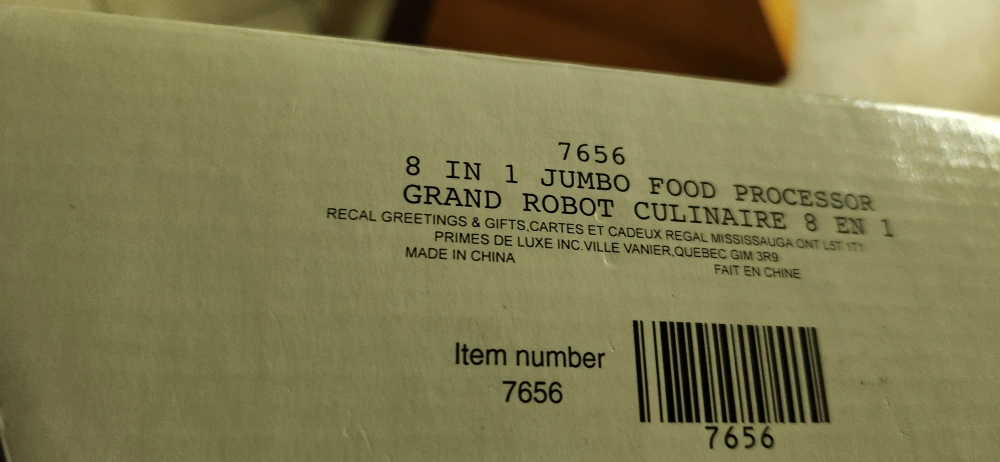 7656
8 IN 1 JUMBO FOOD PROCESSOR
GRAND ROBOT CULINAIRE 8 EN 1
RECAL GREETINGS & GIFTS,CARTES ET CADEUX REGAL MISSISSAUGA.ONT L5T 1T1
PRIMES DE LUXE INC.VILLE VANIER,QUEBEC GIM 3R9
MADE IN CHINA FAIT EN CHINE
Item number
7656
7656